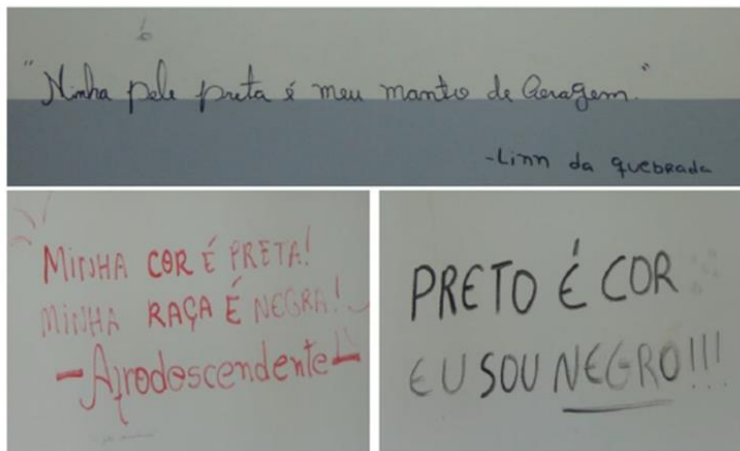 "Minha pele preta é meu manto de Coragem."
-Linn da quebrada
MINHA COR É PRETA!
MINHA RAÇA É NEGRA!
-Afrodescendente-
PRETO É COR
EU SOU NEGRO!!!